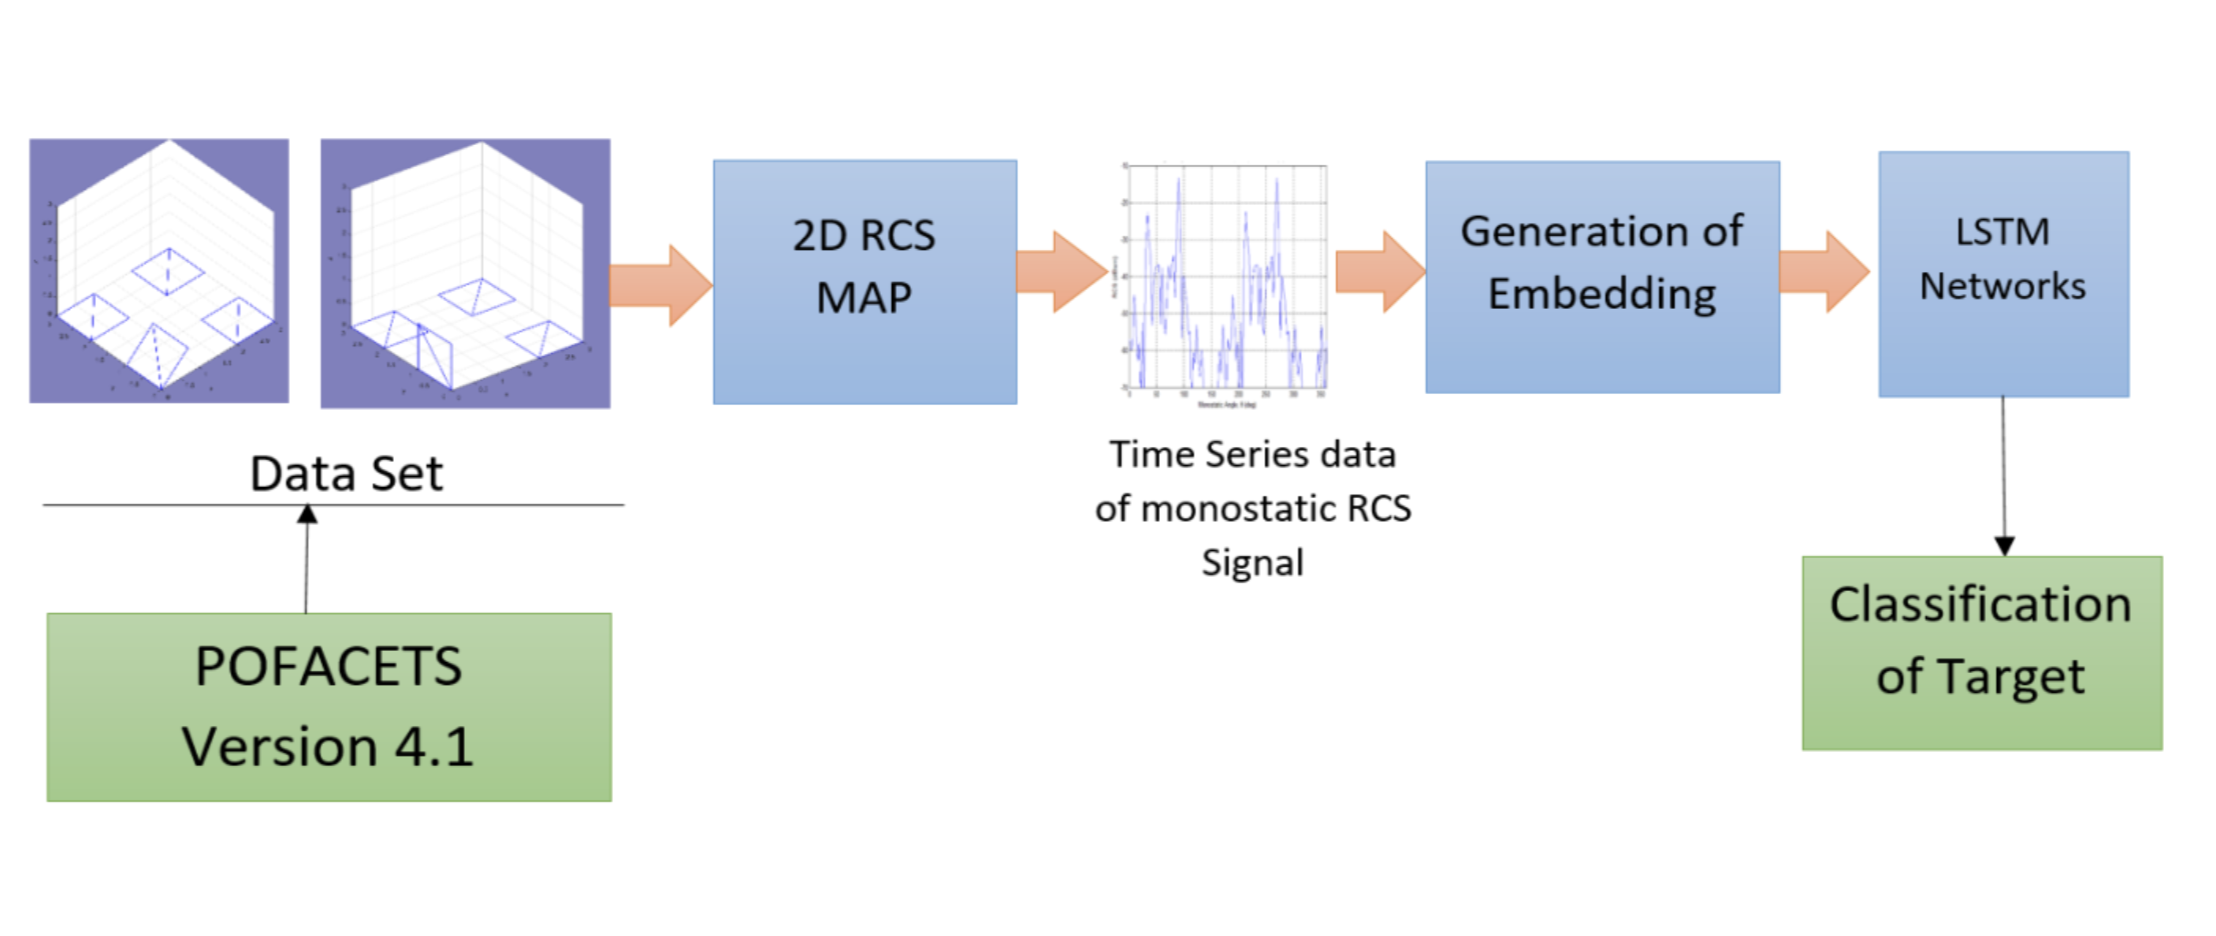 2D RCS
MAP
Generation of
Embedding
LSTM
Networks
Time Series data
of monostatic RCS
Signal
Data Set
POFACETS
Version 4.1
Classification
of Target